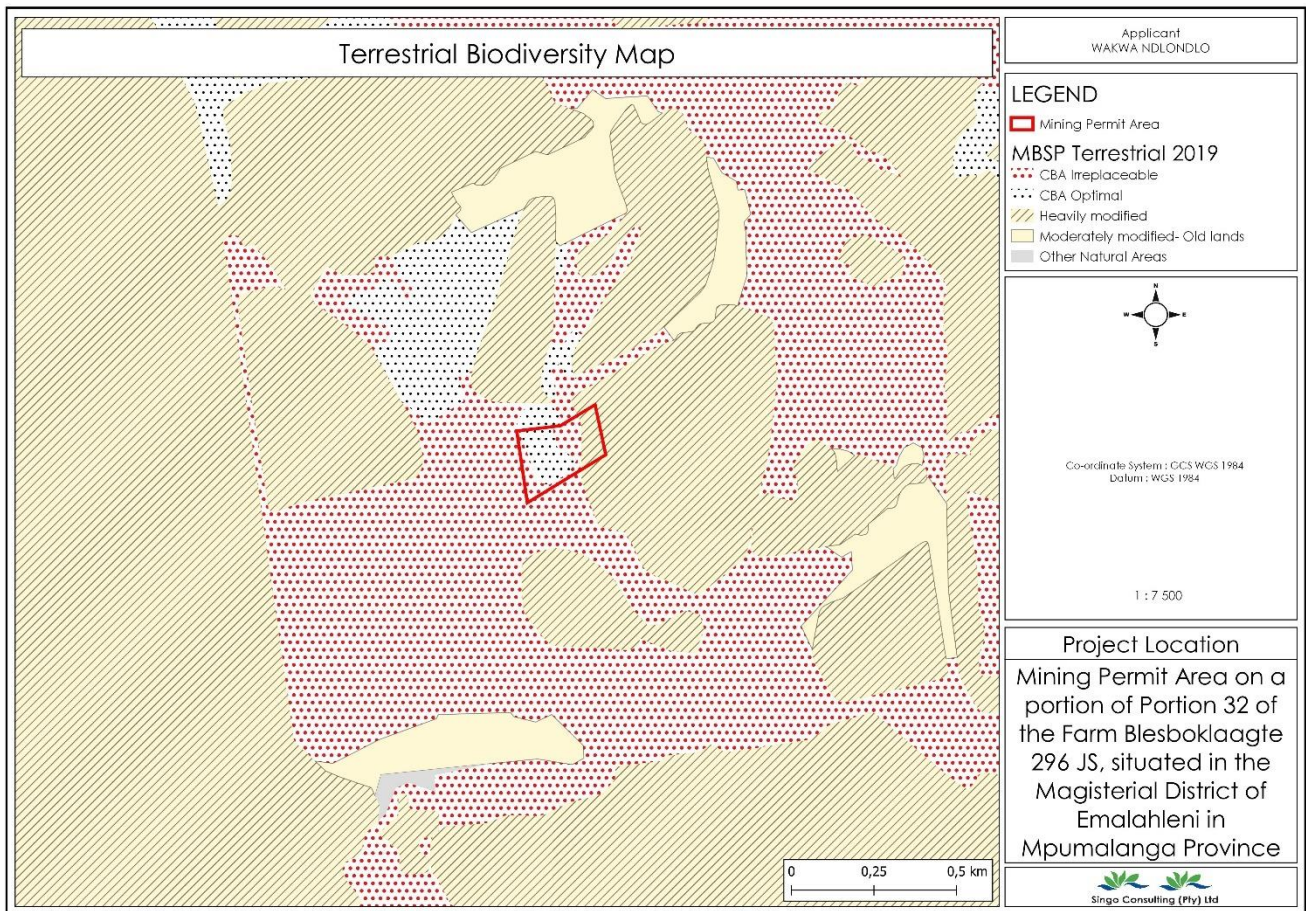 Terrestrial Biodiversity Map
Applicant
WAKWA NDLONDLO
LEGEND
Mining Permit Area
MBSP Terrestrial 2019
CBA Irreplaceable
CBA Optimal
Heavily modified
Moderately modified- Old lands
Other Natural Areas
N
W E
S
Co-ordinate System : GCS WGS 1984
Datum : WGS 1984
1 : 7 500
Project Location
Mining Permit Area on a
portion of Portion 32 of
the Farm Blesboklaagte
296 JS, situated in the
Magisterial District of
Emalahleni in
Mpumalanga Province
0 0,25 0,5 km
Singo Consulting (Pty) Ltd